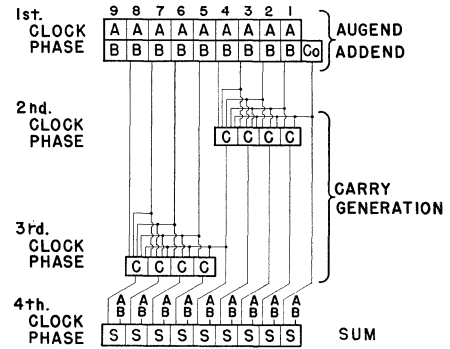 9 8 7 6 5 4 3 2 1
1st. CLOCK PHASE
A A A A A A A A A
B B B B B B B B B Co
AUGEND
ADDEND
2nd. CLOCK PHASE
C C C C
CARRY GENERATION
3rd. CLOCK PHASE
C C C C
4th. CLOCK PHASE
A A A A A A A A A
B B B B B B B B B
S S S S S S S S S
SUM